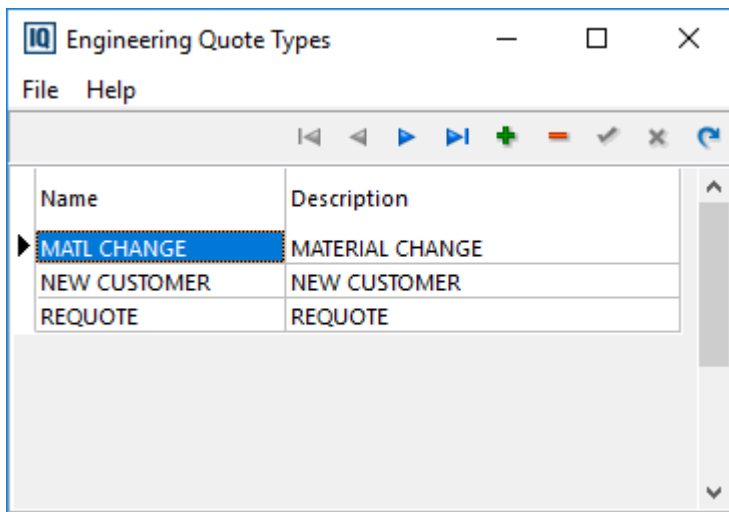 IQ Engineering Quote Types
File Help
Name Description
MATL CHANGE MATERIAL CHANGE
NEW CUSTOMER NEW CUSTOMER
REQUOTE REQUOTE